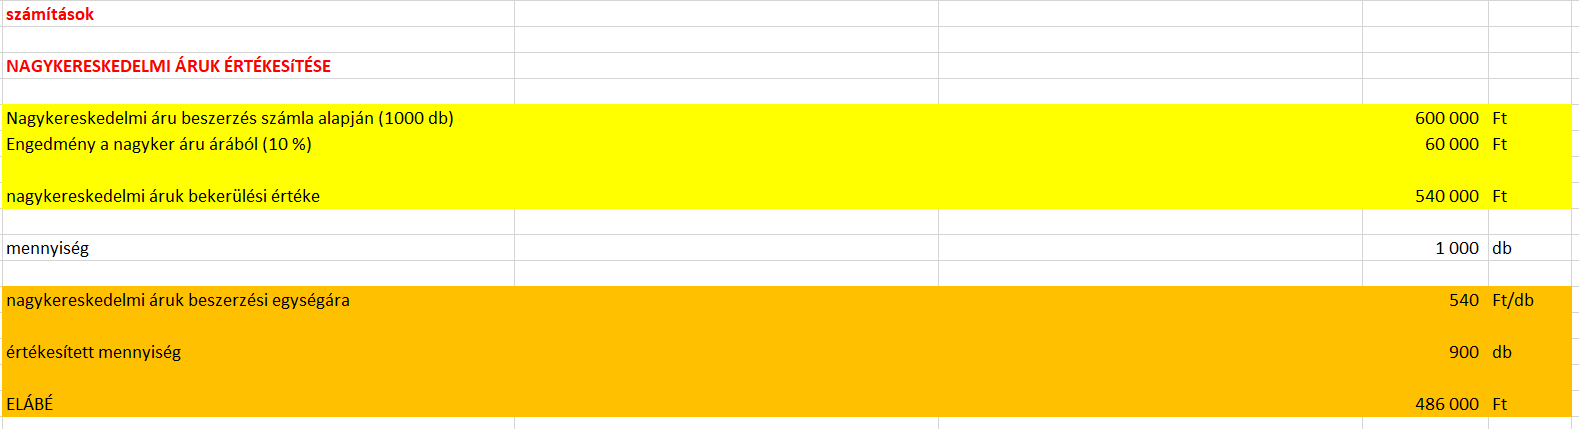 számítások
NAGYKERESKEDELMI ÁRUK ÉRTÉKESíTÉSE
Nagykereskedelmi áru beszerzés számla alapján (1000 db) 600 000 Ft
Engedmény a nagyker áru árából (10 %) 60 000 Ft
nagykereskedelmi áruk bekerülési értéke 540 000 Ft
mennyiség 1 000 db
nagykereskedelmi áruk beszerzési egységára 540 Ft/db
értékesített mennyiség 900 db
ELÁBÉ 486 000 Ft